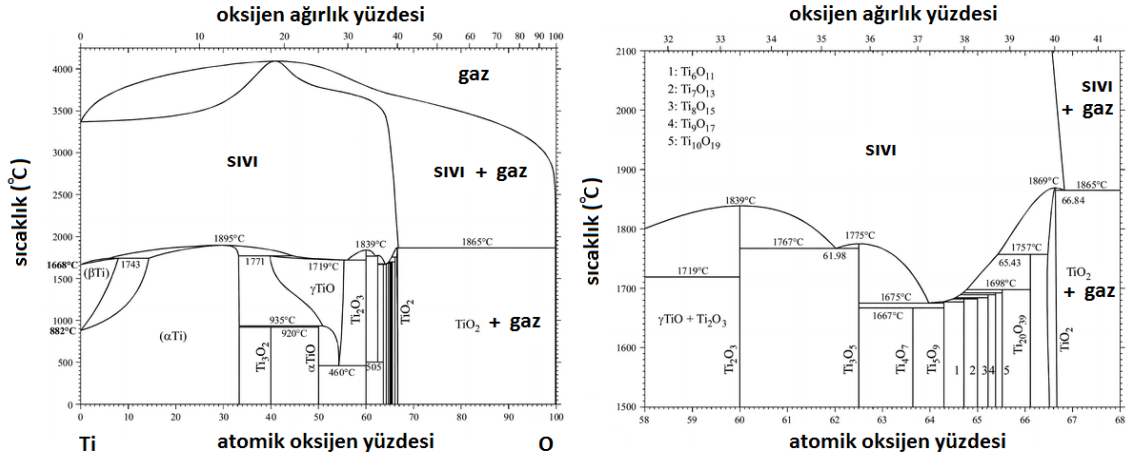 oksijen ağırlık yüzdesi
0 10 20 30 40 50 60 70 80 90 100
gaz
sıvı
sıvı + gaz
sıcaklık (°C)
4000
3500
3000
2500
2000
1500
1000
500
0
1668°C
882°C
(βTi)
1743
(αTi)
1895°C
1771
1719°C
γTiO
1839°C
1865°C
935°C
920°C
460°C
505
Ti₃O₂
αTiO
Ti₂O₃
TiO₂
TiO₂ + gaz
0 10 20 30 40 50 60 70 80 90 100
Ti
atomik oksijen yüzdesi
O
oksijen ağırlık yüzdesi
32 33 34 35 36 37 38 39 40 41
1: Ti₆O₁₁
2: Ti₇O₁₃
3: Ti₈O₁₅
4: Ti₉O₁₇
5: Ti₁₀O₁₉
sıvı
sıvı
+ gaz
sıcaklık (°C)
2100
2000
1900
1800
1700
1600
1500
1839°C
1767°C
61.98
1775°C
1719°C
1675°C
1667°C
1869°C
1865°C
66.84
1757°C
65.43
1698°C
γTiO + Ti₂O₃
Ti₂O₃
Ti₃O₅
Ti₄O₇
Ti₅O₉
1 2 3 4 5
Ti₂₀O₃₉
TiO₂
TiO₂
+ gaz
58 59 60 61 62 63 64 65 66 67 68
atomik oksijen yüzdesi